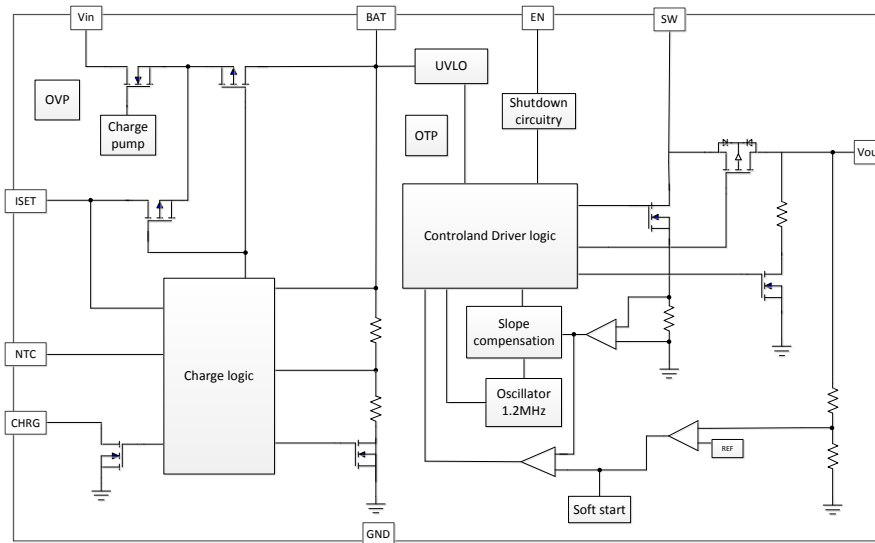 Vin
BAT
EN
SW
UVLO
OVP
Shutdown
circuitry
Charge
pump
OTP
Vou
ISET
Controland Driver logic
Slope
compensation
NTC
Charge logic
Oscillator
1.2MHz
CHRG
REF
Soft start
GND